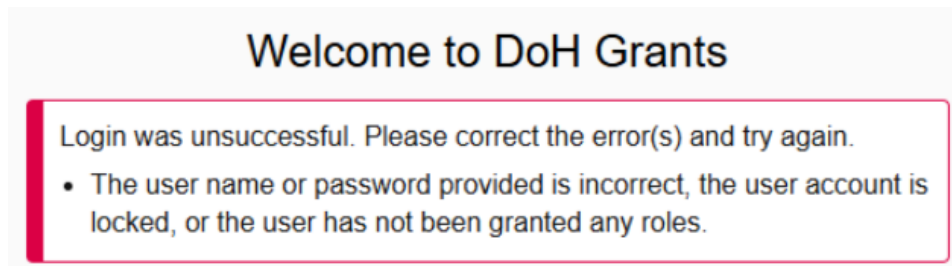 Welcome to DoH Grants
Login was unsuccessful. Please correct the error(s) and try again.
• The user name or password provided is incorrect, the user account is
locked, or the user has not been granted any roles.